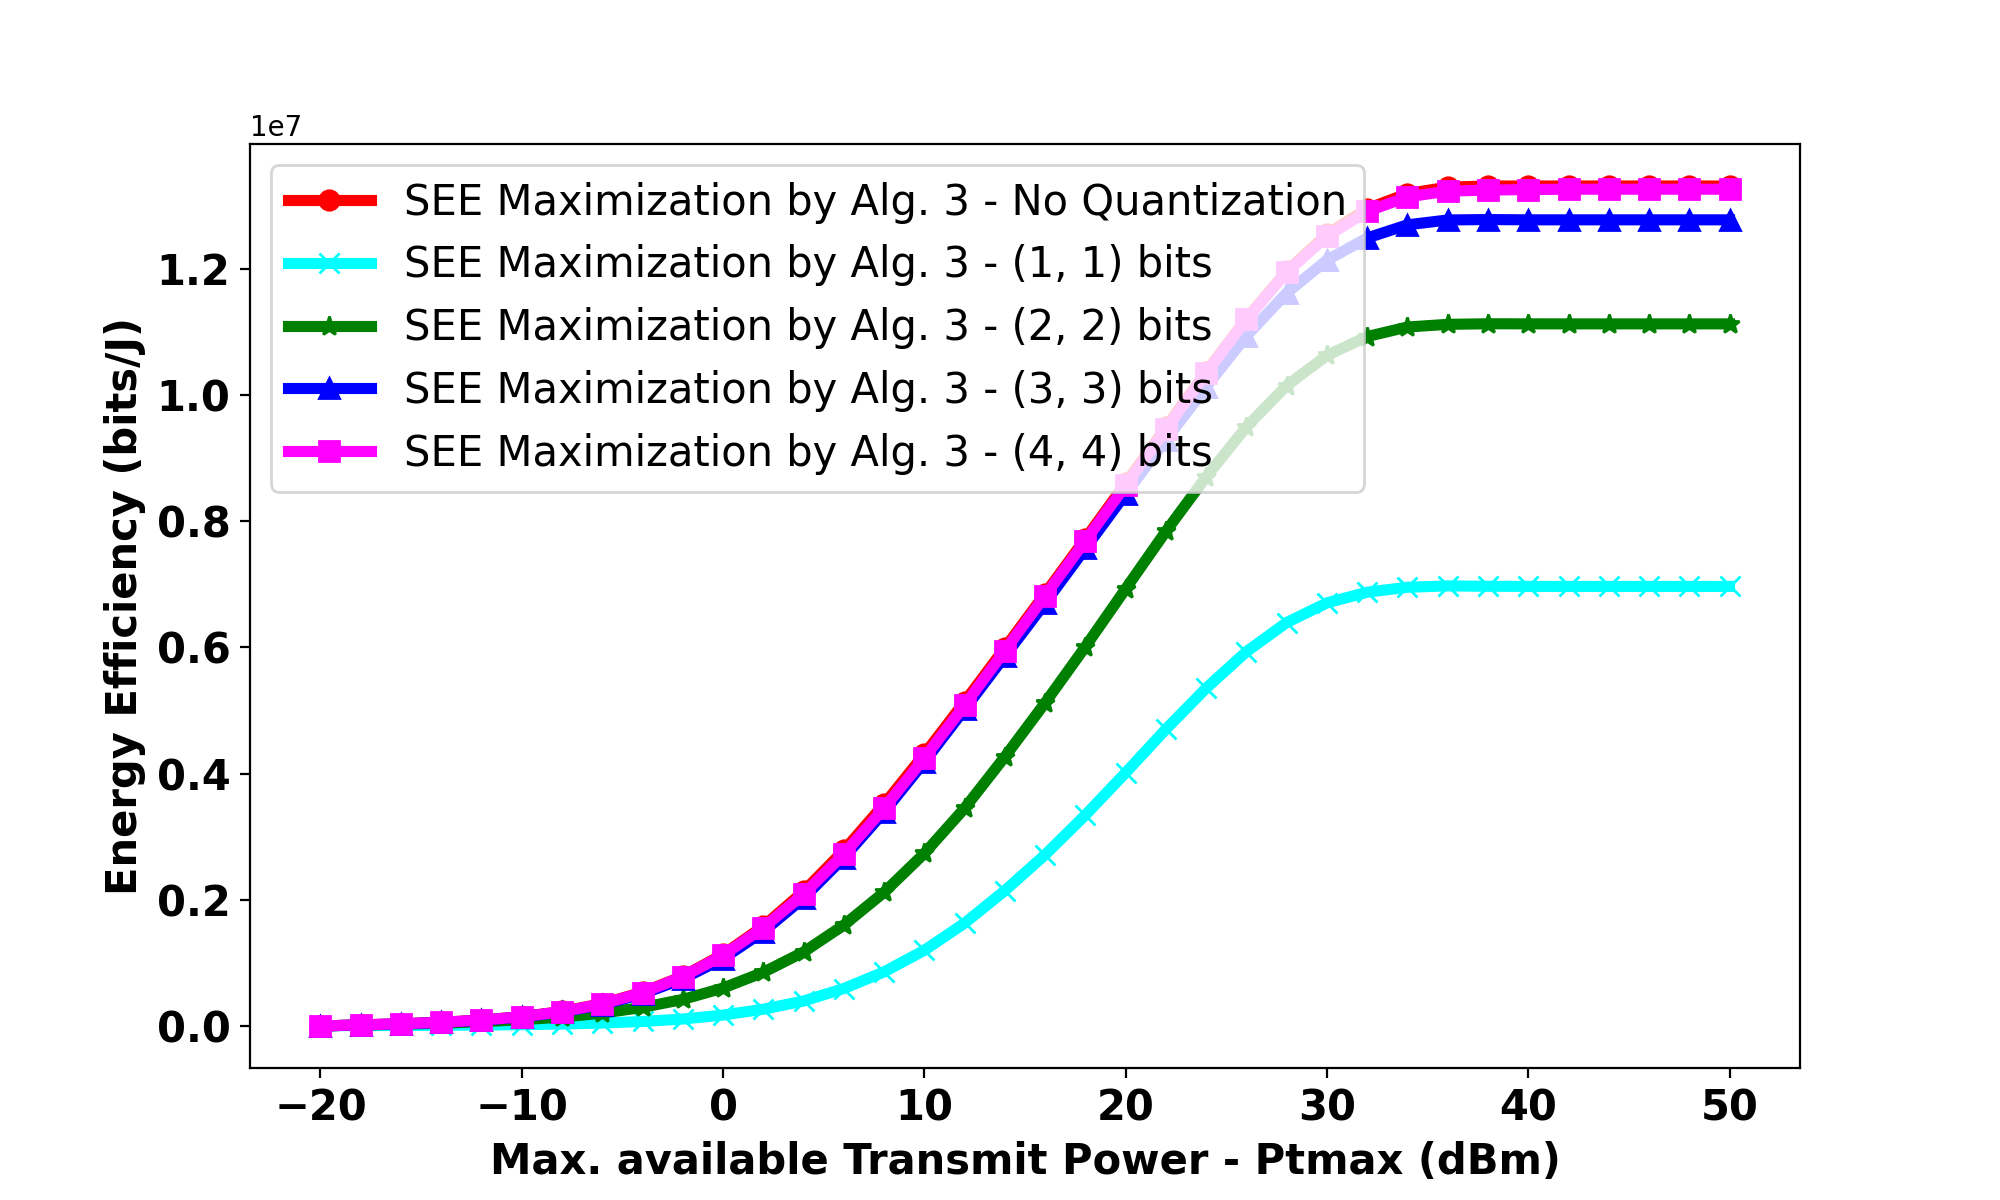 1e7
SEE Maximization by Alg. 3 - No Quantization
SEE Maximization by Alg. 3 - (1, 1) bits
SEE Maximization by Alg. 3 - (2, 2) bits
SEE Maximization by Alg. 3 - (3, 3) bits
SEE Maximization by Alg. 3 - (4, 4) bits
Energy Efficiency (bits/J)
1.2
1.0
0.8
0.6
0.4
0.2
0.0
−20 −10 0 10 20 30 40 50
Max. available Transmit Power - Ptmax (dBm)